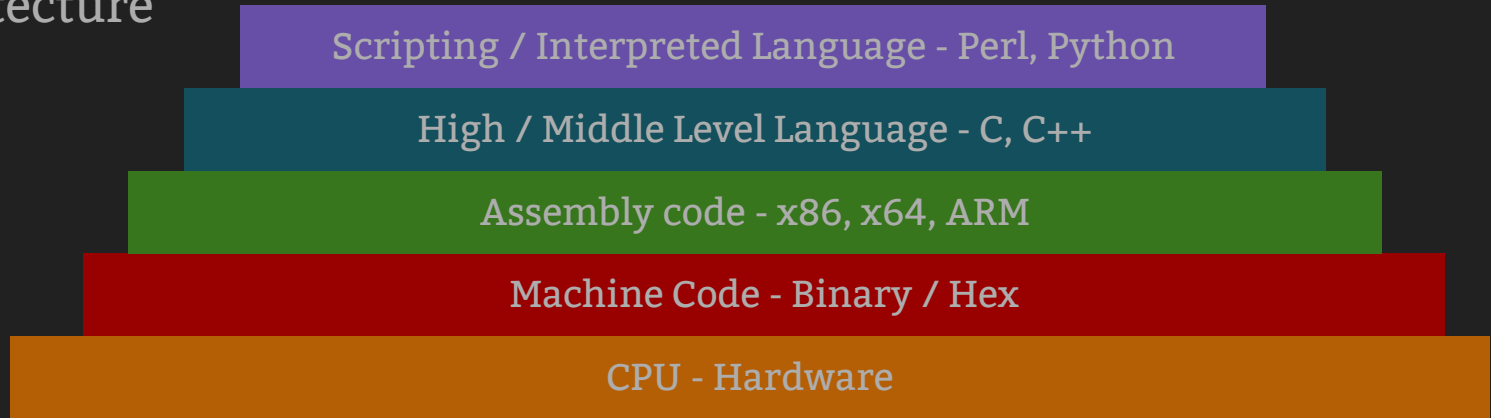 Scripting / Interpreted Language - Perl, Python
High / Middle Level Language - C, C++
Assembly code - x86, x64, ARM
Machine Code - Binary / Hex
CPU - Hardware